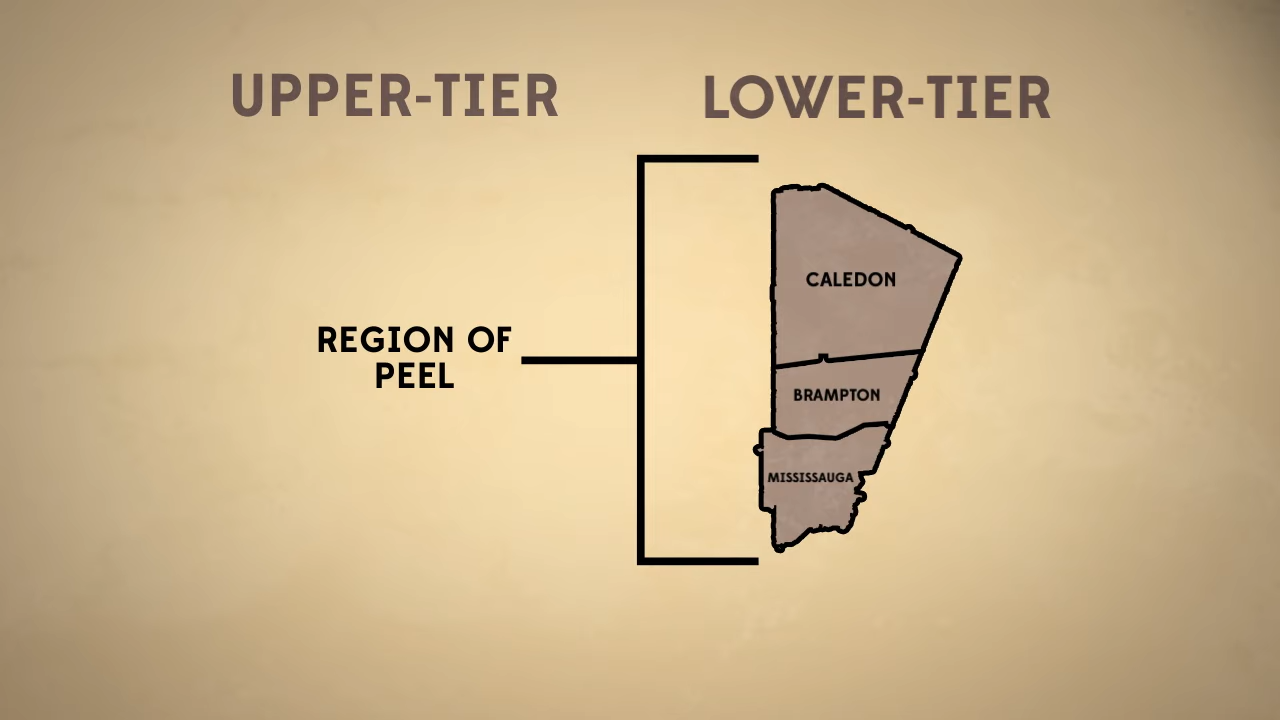 UPPER-TIER
LOWER-TIER
REGION OF
PEEL
CALEDON
BRAMPTON
MISSISSAUGA